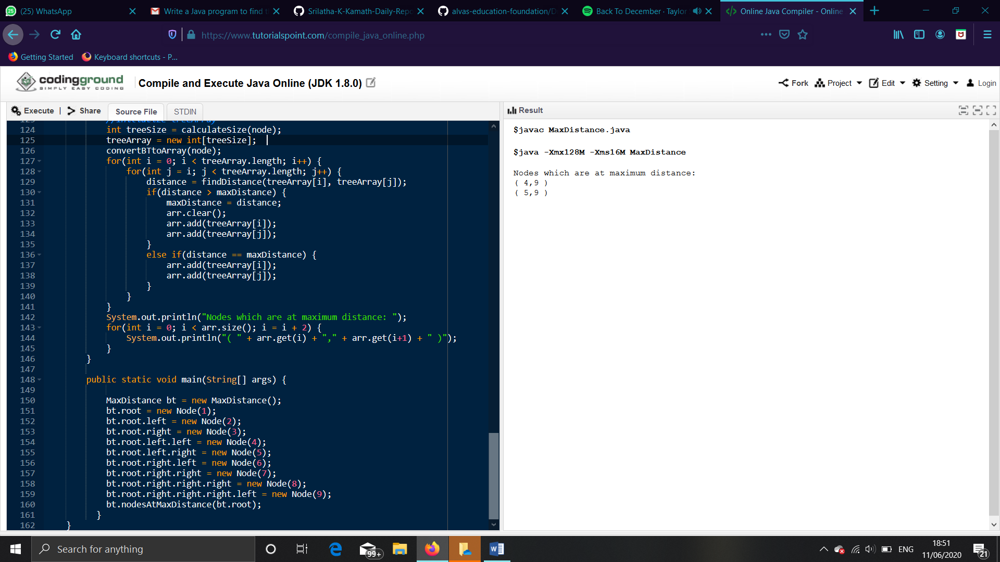 (25) WhatsApp
Write a Java program to find t
Srilatha-K-Kamath-Daily-Repo
alvas-education-foundation/D
Back To December · Taylor
Online Java Compiler - Online
https://www.tutorialspoint.com/compile_java_online.php
Getting Started
Keyboard shortcuts - P...
codingground
SIMPLY EASY CODING
Compile and Execute Java Online (JDK 1.8.0)
Fork Project Edit Setting Login
Execute | Share Source File STDIN
Result
123 //initialize treeArray
124 int treeSize = calculateSize(node);
125 treeArray = new int[treeSize];
126 convertBTtoArray(node);
127 for(int i = 0; i < treeArray.length; i++) {
128 for(int j = i; j < treeArray.length; j++) {
129 distance = findDistance(treeArray[i], treeArray[j]);
130 if(distance > maxDistance) {
131 maxDistance = distance;
132 arr.clear();
133 arr.add(treeArray[i]);
134 arr.add(treeArray[j]);
135 }
136 else if(distance == maxDistance) {
137 arr.add(treeArray[i]);
138 arr.add(treeArray[j]);
139 }
140 }
141 }
142 System.out.println("Nodes which are at maximum distance: ");
143 for(int i = 0; i < arr.size(); i = i + 2) {
144 System.out.println("( " + arr.get(i) + "," + arr.get(i+1) + " )");
145 }
146 }
147
148 public static void main(String[] args) {
149
150 MaxDistance bt = new MaxDistance();
151 bt.root = new Node(1);
152 bt.root.left = new Node(2);
153 bt.root.right = new Node(3);
154 bt.root.left.left = new Node(4);
155 bt.root.left.right = new Node(5);
156 bt.root.right.left = new Node(6);
157 bt.root.right.right = new Node(7);
158 bt.root.right.right.right = new Node(8);
159 bt.root.right.right.right.left = new Node(9);
160 bt.nodesAtMaxDistance(bt.root);
161 }
162 }
$javac MaxDistance.java
$java -Xmx128M -Xms16M MaxDistance
Nodes which are at maximum distance:
( 4,9 )
( 5,9 )
Search for anything
99+
ENG
18:51
11/06/2020
21